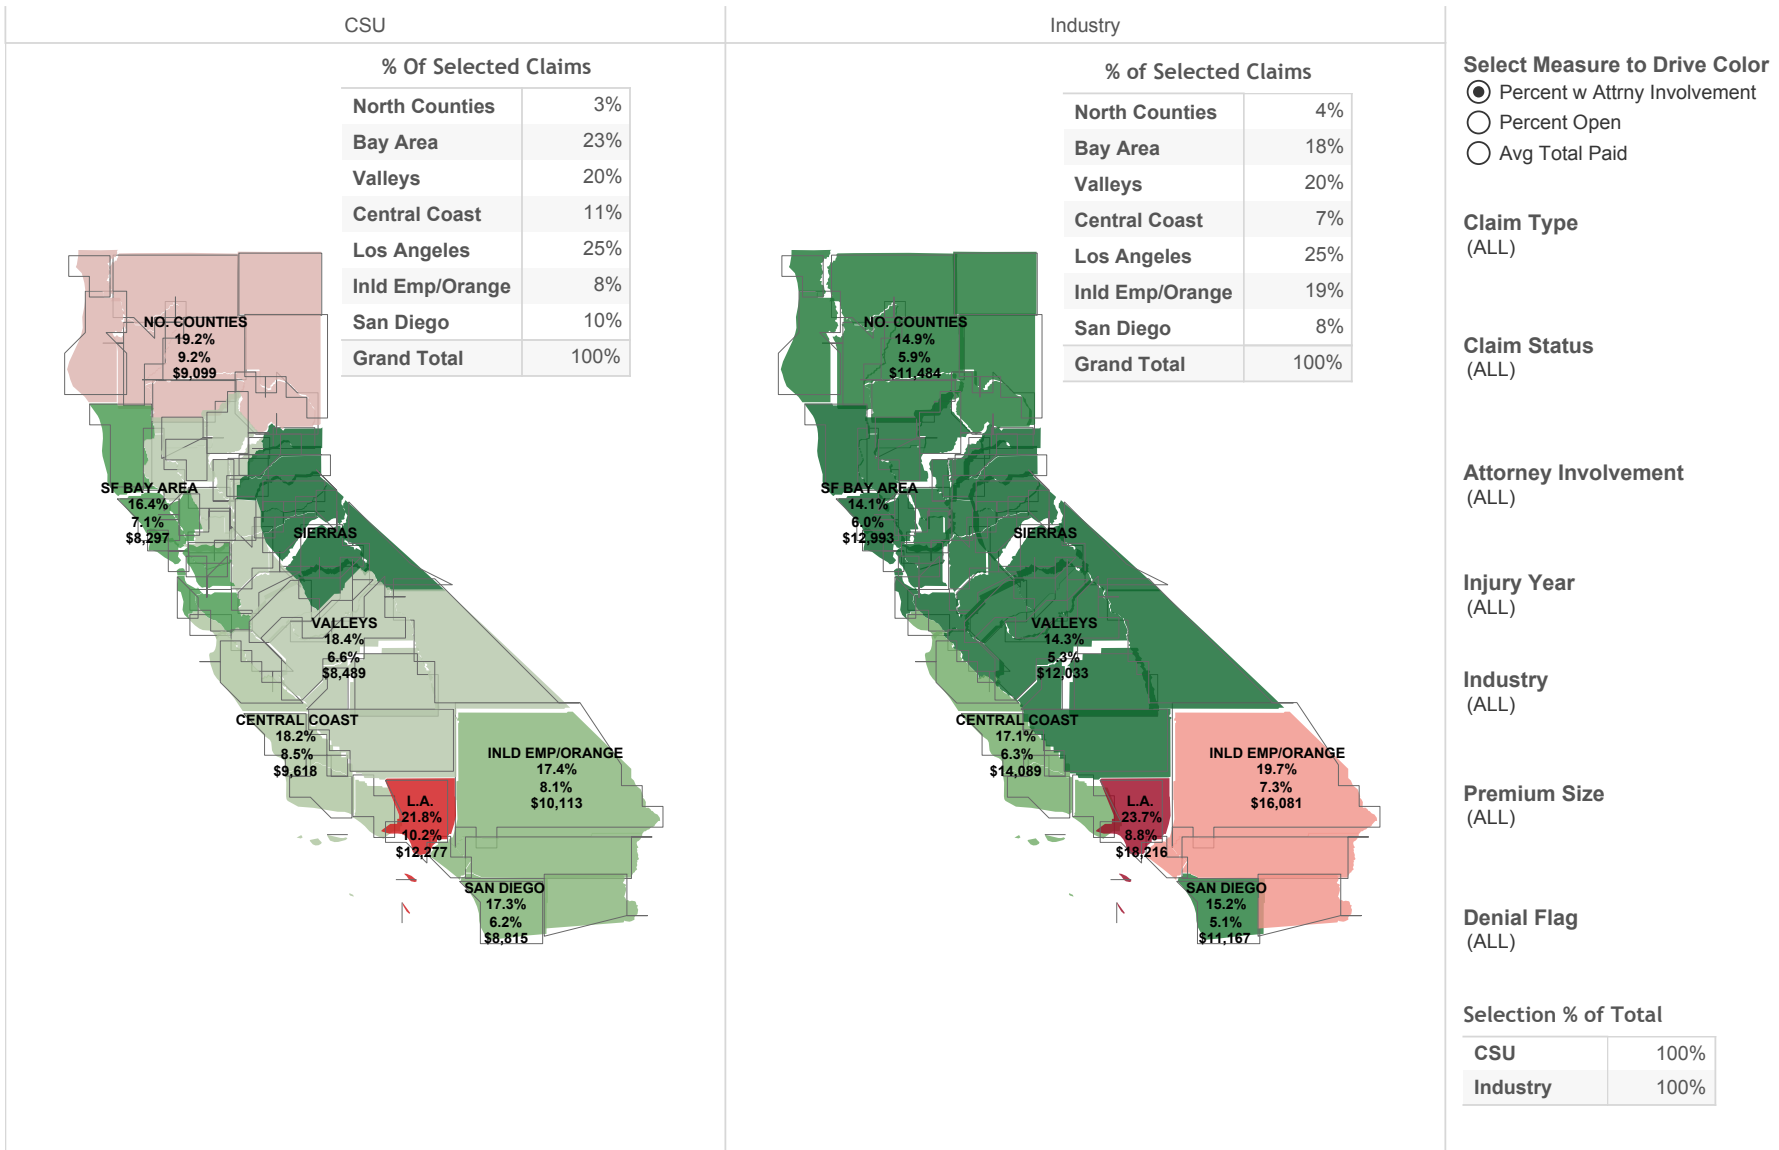 CSU
% Of Selected Claims
North Counties 3%
Bay Area 23%
Valleys 20%
Central Coast 11%
Los Angeles 25%
Inld Emp/Orange 8%
San Diego 10%
Grand Total 100%
NO. COUNTIES
19.2%
9.2%
$9,099
SF BAY AREA
16.4%
7.1%
$8,297
SIERRAS
VALLEYS
18.4%
6.6%
$8,489
CENTRAL COAST
18.2%
8.5%
$9,618
INLD EMP/ORANGE
17.4%
8.1%
$10,113
L.A.
21.8%
10.2%
$12,277
SAN DIEGO
17.3%
6.2%
$8,815
Industry
% of Selected Claims
North Counties 4%
Bay Area 18%
Valleys 20%
Central Coast 7%
Los Angeles 25%
Inld Emp/Orange 19%
San Diego 8%
Grand Total 100%
NO. COUNTIES
14.9%
5.9%
$11,484
SF BAY AREA
14.1%
6.0%
$12,993
SIERRAS
VALLEYS
14.3%
5.3%
$12,033
CENTRAL COAST
17.1%
6.3%
$14,089
INLD EMP/ORANGE
19.7%
7.3%
$16,081
L.A.
23.7%
8.8%
$18,216
SAN DIEGO
15.2%
5.1%
$11,167
Select Measure to Drive Color
Percent w Attrny Involvement
Percent Open
Avg Total Paid
Claim Type
(ALL)
Claim Status
(ALL)
Attorney Involvement
(ALL)
Injury Year
(ALL)
Industry
(ALL)
Premium Size
(ALL)
Denial Flag
(ALL)
Selection % of Total
CSU 100%
Industry 100%